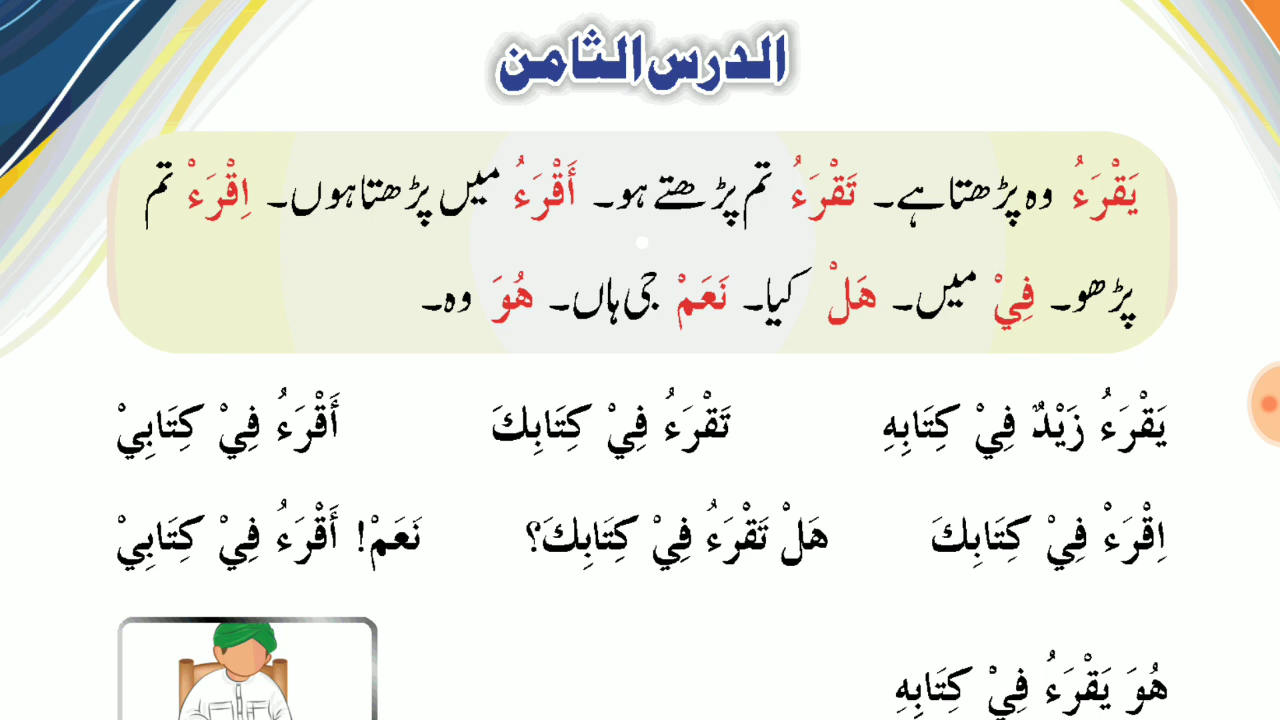 الدرس الثامن
يَقْرَءُ وہ پڑھتا ہے۔ تَقْرَءُ تم پڑھتے ہو۔ أَقْرَءُ میں پڑھتا ہوں۔ اِقْرَءْ تم
پڑھو۔ فِيْ میں۔ هَلْ کیا۔ نَعَمْ جی ہاں۔ هُوَ وہ۔
يَقْرَءُ زَيْدٌ فِيْ كِتَابِهِ تَقْرَءُ فِيْ كِتَابِكَ أَقْرَءُ فِيْ كِتَابِيْ
اِقْرَءْ فِيْ كِتَابِكَ هَلْ تَقْرَءُ فِيْ كِتَابِكَ؟ نَعَمْ! أَقْرَءُ فِيْ كِتَابِيْ
هُوَ يَقْرَءُ فِيْ كِتَابِهِ